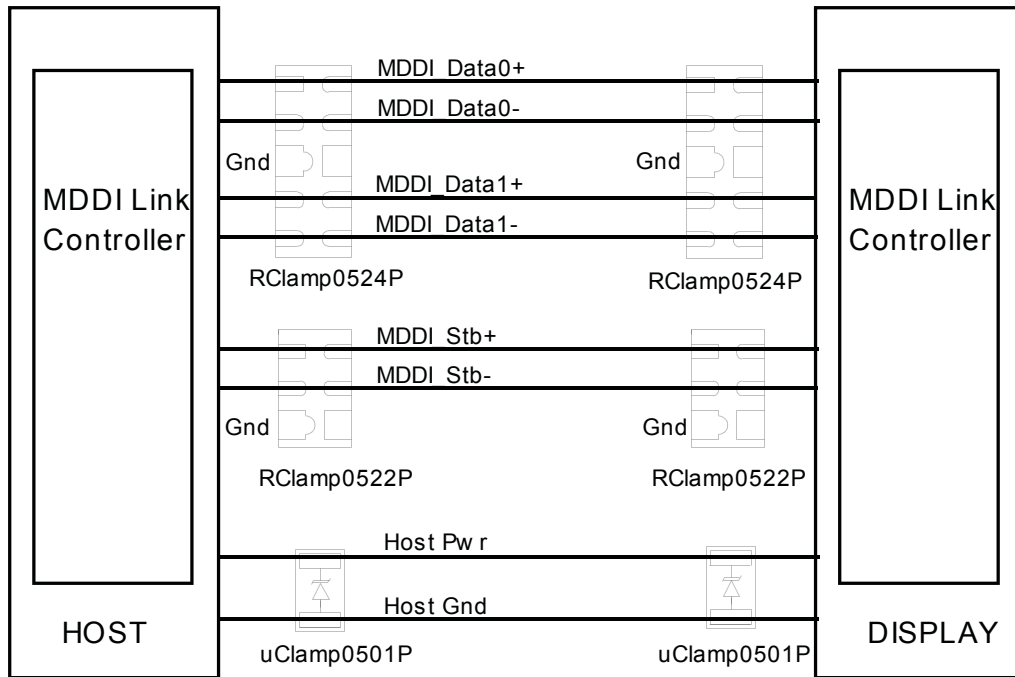 MDDI_Data0+
MDDI_Data0-
Gnd
Gnd
MDDI_Data1+
MDDI Link
Controller
MDDI Link
Controller
MDDI_Data1-
RClamp0524P
RClamp0524P
MDDI_Stb+
MDDI_Stb-
Gnd
Gnd
RClamp0522P
RClamp0522P
Host Pwr
Host Gnd
HOST
DISPLAY
uClamp0501P
uClamp0501P